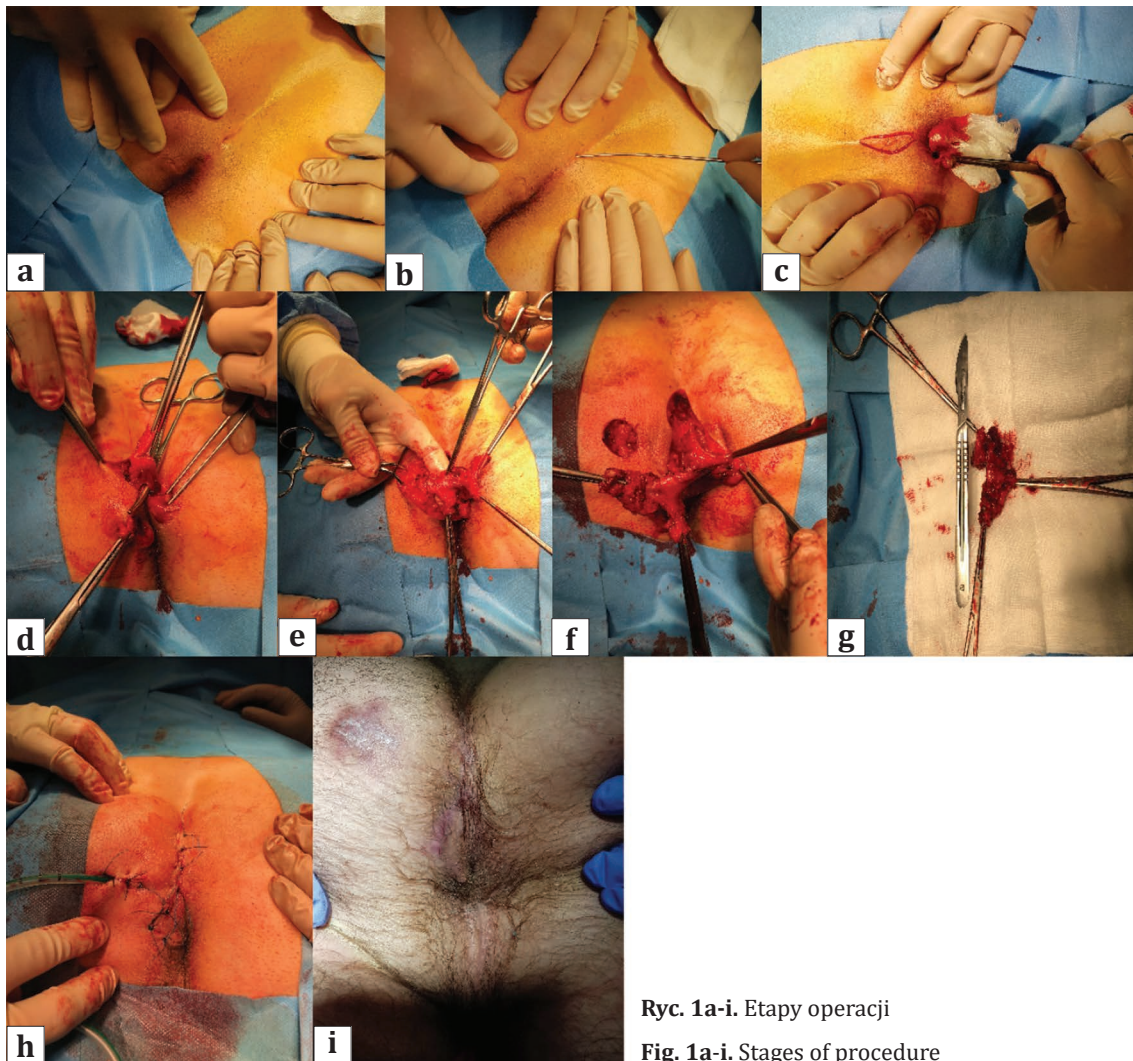 a
b
c
d
e
f
g
h
i
Ryc. 1a-i. Etapy operacji
Fig. 1a-i. Stages of procedure